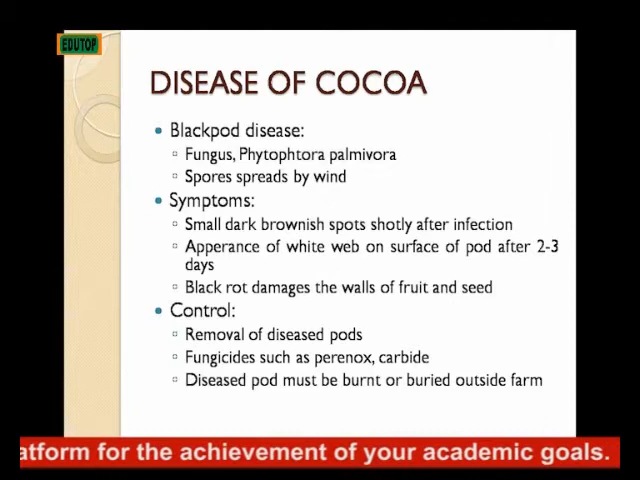 EDUTOP
DISEASE OF COCOA
Blackpod disease:
Fungus, Phytophtora palmivora
Spores spreads by wind
Symptoms:
Small dark brownish spots shotly after infection
Apperance of white web on surface of pod after 2-3
days
Black rot damages the walls of fruit and seed
Control:
Removal of diseased pods
Fungicides such as perenox, carbide
Diseased pod must be burnt or buried outside farm
atform for the achievement of your academic goals.